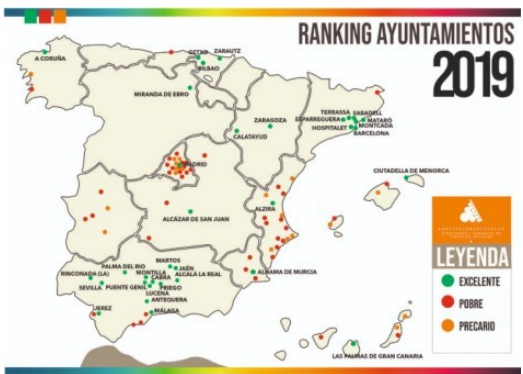 RANKING AYUNTAMIENTOS
2019
A CORUÑA
GETXO
ZARAUTZ
BILBAO
MIRANDA DE EBRO
ZARAGOZA
CALATAYUD
TERRASSA
SABADELL
ESPARREGUERA
MATARÓ
MONTCADA
HOSPITALET
BARCELONA
MADRID
CIUTADELLA DE MENORCA
ALZIRA
ALCÁZAR DE SAN JUAN
LEYENDA
EXCELENTE
POBRE
PRECARIO
ALHAMA DE MURCIA
MARTOS
JAÉN
PALMA DEL RIO
MONTILLA
ALCALÁ LA REAL
RINCONADA (LA)
CABRA
SEVILLA
PUENTE GENIL
PRIEGO
LUCENA
ANTEGUERA
JEREZ
MÁLAGA
LAS PALMAS DE GRAN CANARIA